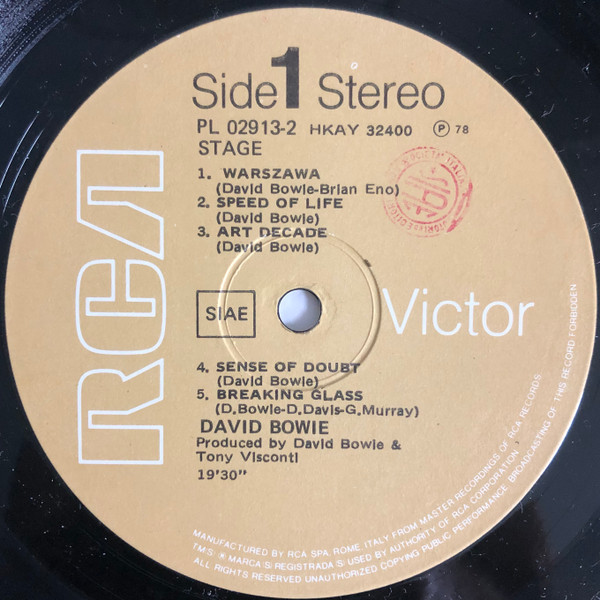 Side 1 Stereo
PL 02913-2 HKAY 32400 Ⓟ 78
STAGE
1. WARSZAWA
(David Bowie-Brian Eno)
2. SPEED OF LIFE
(David Bowie)
3. ART DECADE
(David Bowie)
RCA
SIAE
Victor
4. SENSE OF DOUBT
(David Bowie)
5. BREAKING GLASS
(D.Bowie-D.Davis-G.Murray)
DAVID BOWIE
Produced by David Bowie &
Tony Visconti
19'30"
MANUFACTURED BY RCA SPA, ROME, ITALY, FROM MASTER RECORDINGS OF RCA RECORDS
TM(S) ® MARCA(S) REGISTRADA(S) USED BY AUTHORITY OF RCA CORPORATION
ALL RIGHTS RESERVED UNAUTHORIZED COPYING PUBLIC PERFORMANCE BROADCASTING OF THIS RECORD FORBIDDEN